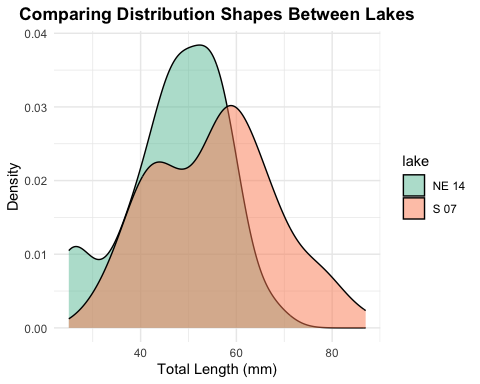 Comparing Distribution Shapes Between Lakes
0.04
0.03
0.02
0.01
0.00
Density
40 60 80
Total Length (mm)
lake
NE 14
S 07